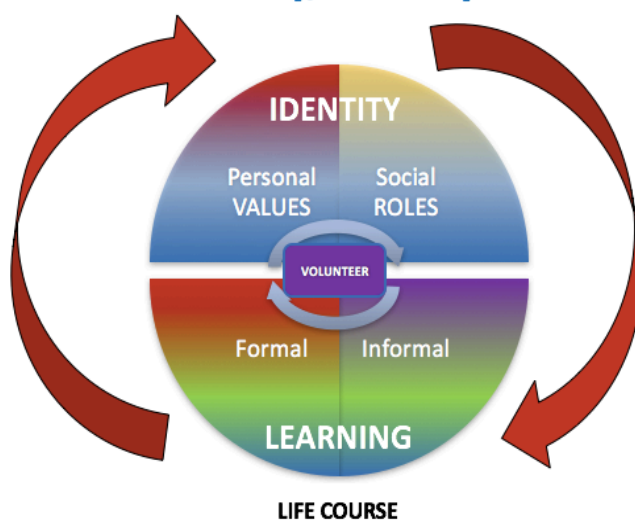 IDENTITY
Personal
VALUES
Social
ROLES
VOLUNTEER
Formal
Informal
LEARNING
LIFE COURSE